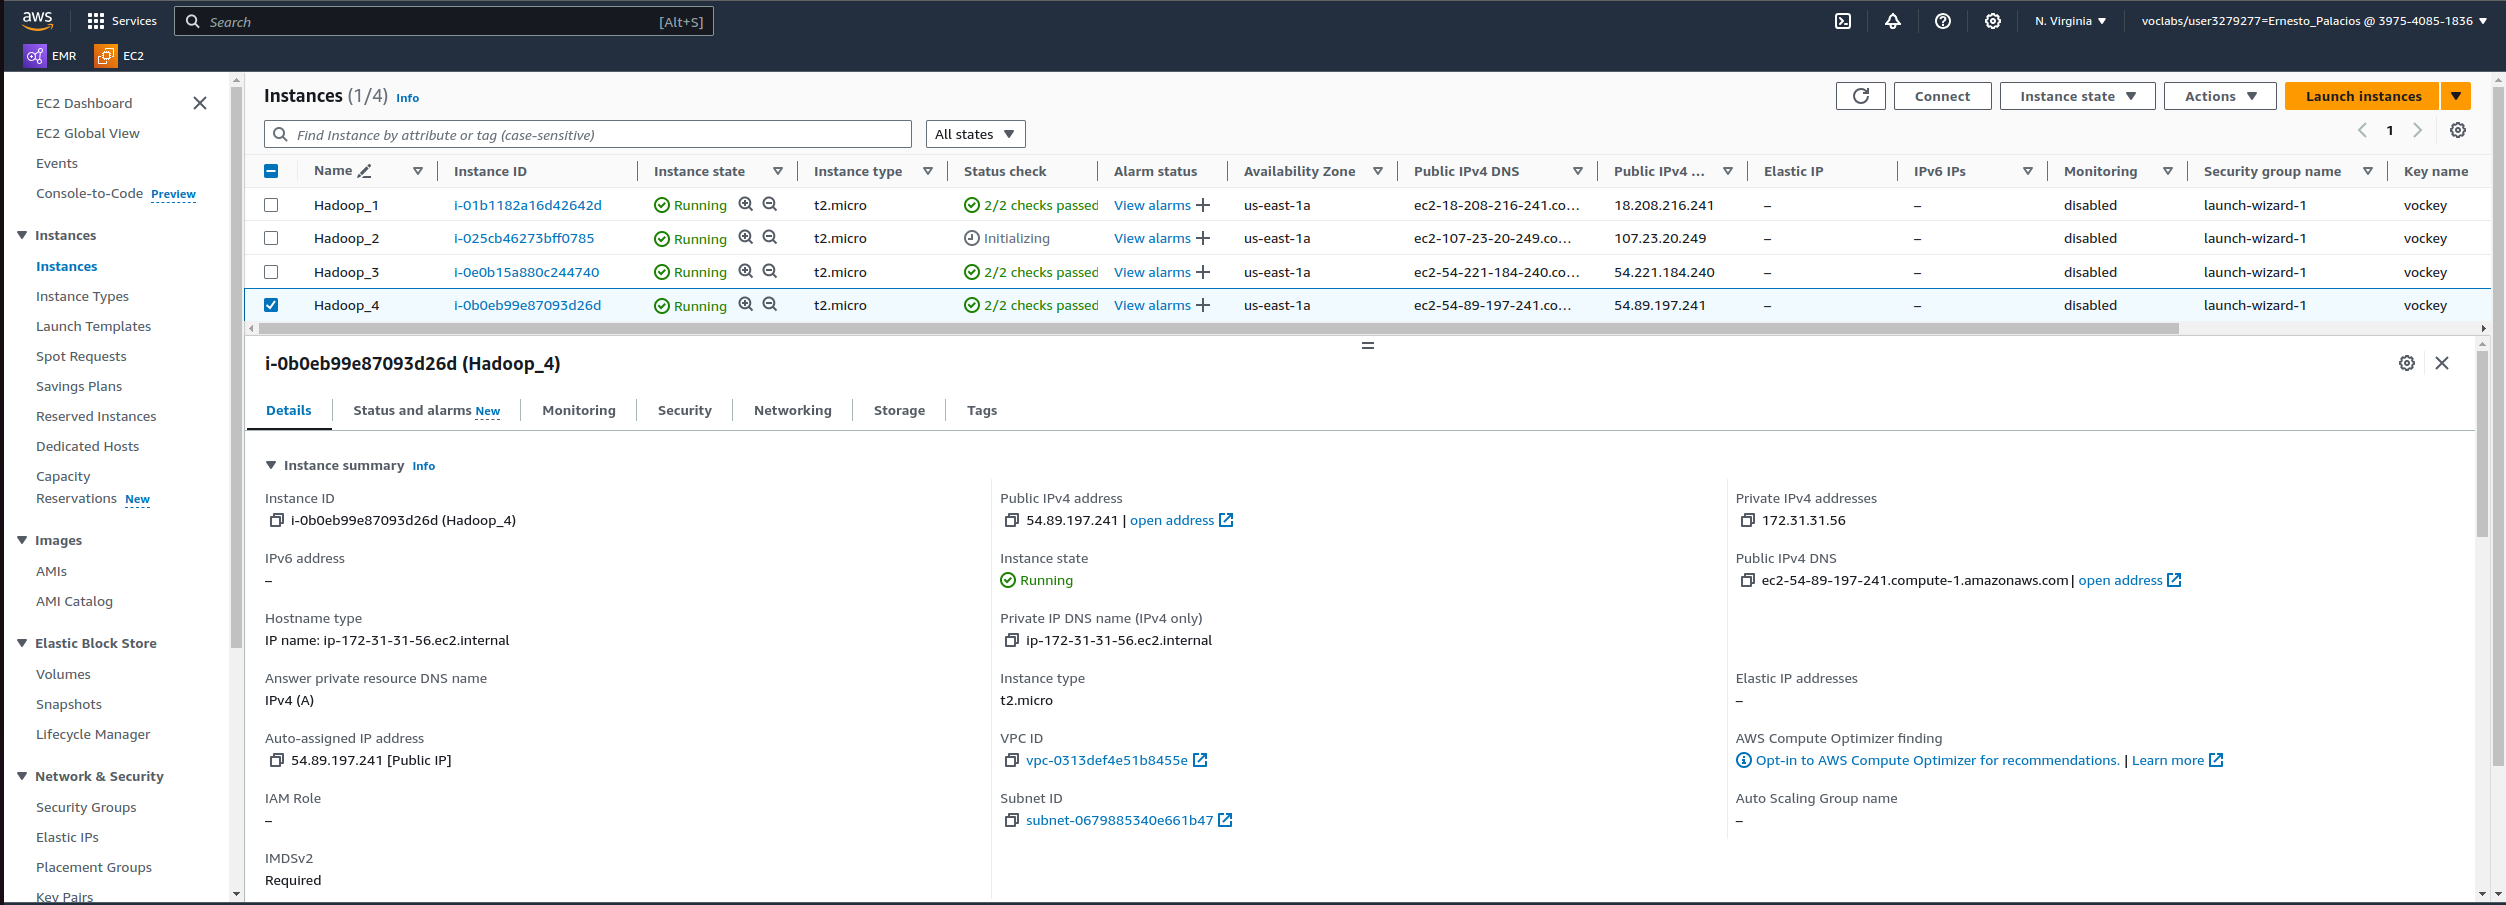 aws Services Search [Alt+S] N. Virginia voclabs/user3279277=Ernesto_Palacios @ 3975-4085-1836
EMR EC2
EC2 Dashboard
EC2 Global View
Events
Console-to-Code Preview
Instances
Instances
Instance Types
Launch Templates
Spot Requests
Savings Plans
Reserved Instances
Dedicated Hosts
Capacity
Reservations New
Images
AMIs
AMI Catalog
Elastic Block Store
Volumes
Snapshots
Lifecycle Manager
Network & Security
Security Groups
Elastic IPs
Placement Groups
Key Pairs
Instances (1/4) Info Connect Instance state Actions Launch instances
Find Instance by attribute or tag (case-sensitive) All states 1
Name Instance ID Instance state Instance type Status check Alarm status Availability Zone Public IPv4 DNS Public IPv4 ... Elastic IP IPv6 IPs Monitoring Security group name Key name
Hadoop_1 i-01b1182a16d42642d Running t2.micro 2/2 checks passed View alarms + us-east-1a ec2-18-208-216-241.co... 18.208.216.241 – – disabled launch-wizard-1 vockey
Hadoop_2 i-025cb46273bff0785 Running t2.micro Initializing View alarms + us-east-1a ec2-107-23-20-249.co... 107.23.20.249 – – disabled launch-wizard-1 vockey
Hadoop_3 i-0e0b15a880c244740 Running t2.micro 2/2 checks passed View alarms + us-east-1a ec2-54-221-184-240.co... 54.221.184.240 – – disabled launch-wizard-1 vockey
Hadoop_4 i-0b0eb99e87093d26d Running t2.micro 2/2 checks passed View alarms + us-east-1a ec2-54-89-197-241.co... 54.89.197.241 – – disabled launch-wizard-1 vockey
i-0b0eb99e87093d26d (Hadoop_4)
Details Status and alarms New Monitoring Security Networking Storage Tags
Instance summary Info
Instance ID
i-0b0eb99e87093d26d (Hadoop_4)
IPv6 address
–
Hostname type
IP name: ip-172-31-31-56.ec2.internal
Answer private resource DNS name
IPv4 (A)
Auto-assigned IP address
54.89.197.241 [Public IP]
IAM Role
–
IMDSv2
Required
Public IPv4 address
54.89.197.241 | open address
Instance state
Running
Private IP DNS name (IPv4 only)
ip-172-31-31-56.ec2.internal
Instance type
t2.micro
VPC ID
vpc-0313def4e51b8455e
Subnet ID
subnet-0679885340e661b47
Private IPv4 addresses
172.31.31.56
Public IPv4 DNS
ec2-54-89-197-241.compute-1.amazonaws.com | open address
Elastic IP addresses
–
AWS Compute Optimizer finding
Opt-in to AWS Compute Optimizer for recommendations. | Learn more
Auto Scaling Group name
–